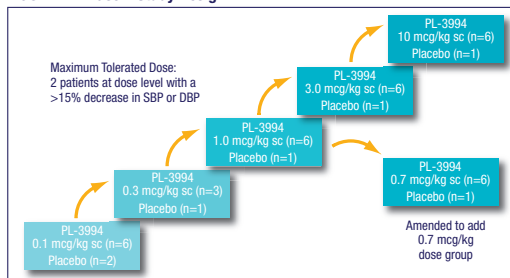 PL-3994
10 mcg/kg sc (n=6)
Placebo (n=1)
Maximum Tolerated Dose:
2 patients at dose level with a
>15% decrease in SBP or DBP
PL-3994
3.0 mcg/kg sc (n=6)
Placebo (n=1)
PL-3994
1.0 mcg/kg sc (n=6)
Placebo (n=1)
PL-3994
0.3 mcg/kg sc (n=3)
Placebo (n=1)
PL-3994
0.7 mcg/kg sc (n=6)
Placebo (n=1)
PL-3994
0.1 mcg/kg sc (n=6)
Placebo (n=2)
Amended to add
0.7 mcg/kg
dose group